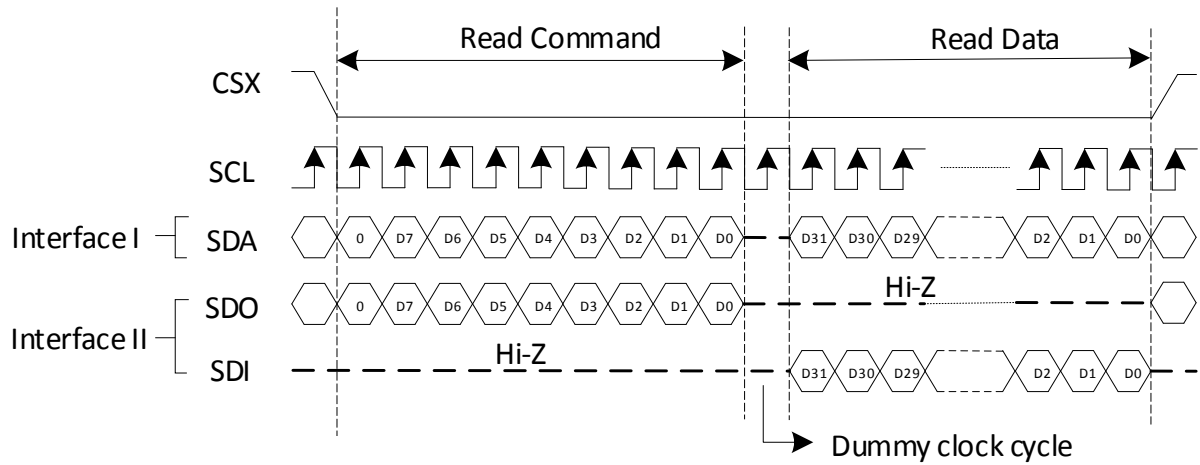 Read Command Read Data
CSX
SCL
Interface I SDA 0 D7 D6 D5 D4 D3 D2 D1 D0 D31 D30 D29 D2 D1 D0
Hi-Z
SDO 0 D7 D6 D5 D4 D3 D2 D1 D0
Interface II
Hi-Z
SDI D31 D30 D29 D2 D1 D0
Dummy clock cycle